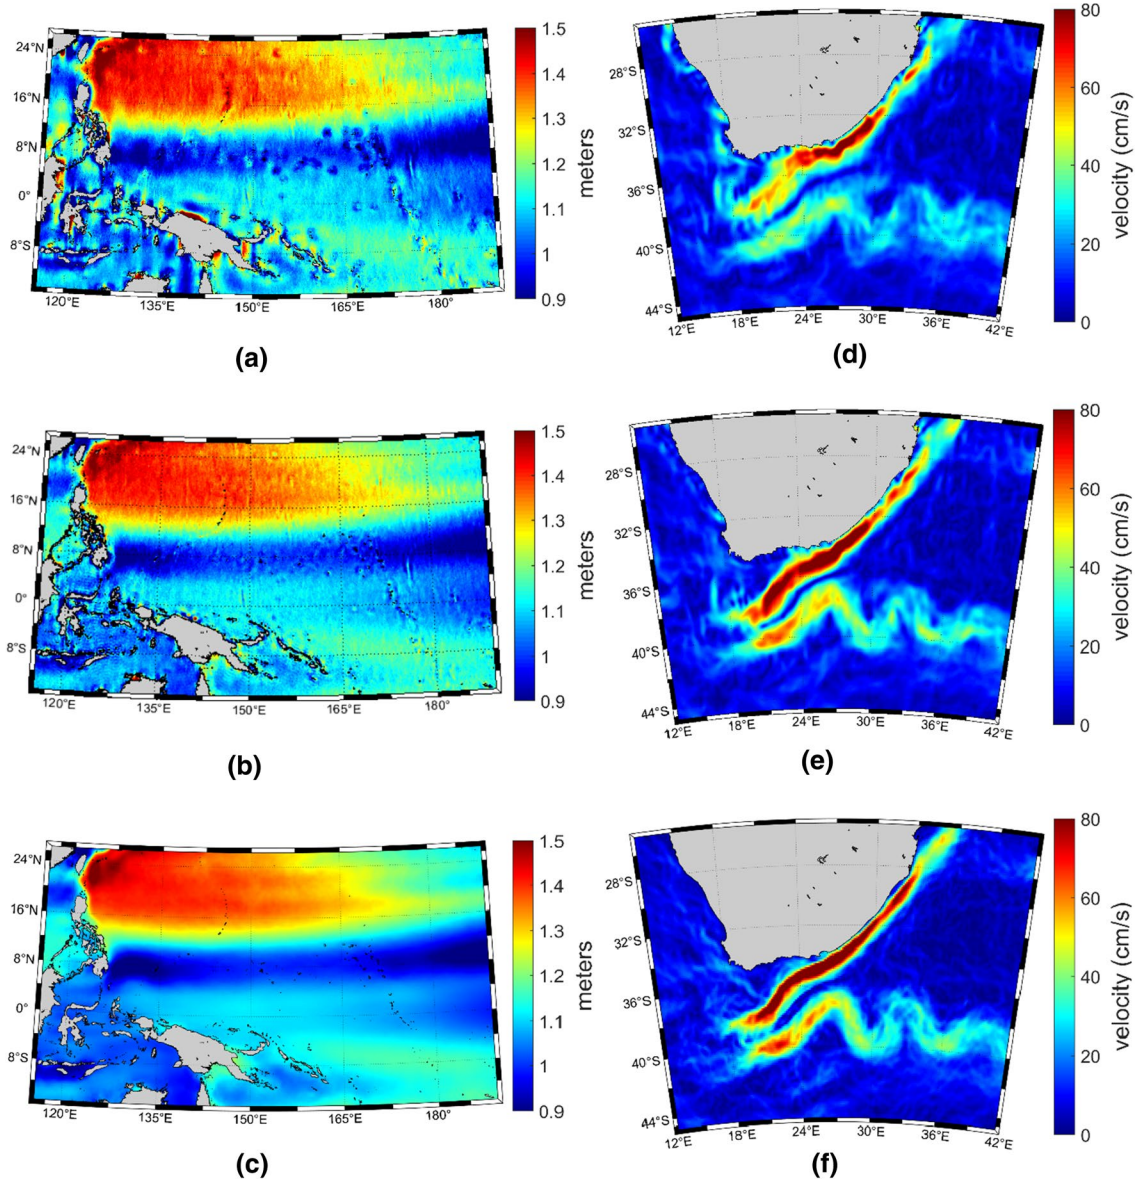 24°N
16°N
8°N
0°
8°S
120°E
135°E
150°E
165°E
180°
1.5
1.4
1.3
1.2
1.1
1
0.9
meters
(a)
28°S
32°S
36°S
40°S
44°S
12°E
18°E
24°E
30°E
36°E
42°E
80
60
40
20
0
velocity (cm/s)
(d)
24°N
16°N
8°N
0°
8°S
120°E
135°E
150°E
165°E
180°
1.5
1.4
1.3
1.2
1.1
1
0.9
meters
(b)
28°S
32°S
36°S
40°S
44°S
12°E
18°E
24°E
30°E
36°E
42°E
80
60
40
20
0
velocity (cm/s)
(e)
24°N
16°N
8°N
0°
8°S
120°E
135°E
150°E
165°E
180°
1.5
1.4
1.3
1.2
1.1
1
0.9
meters
(c)
28°S
32°S
36°S
40°S
44°S
12°E
18°E
24°E
30°E
36°E
42°E
80
60
40
20
0
velocity (cm/s)
(f)